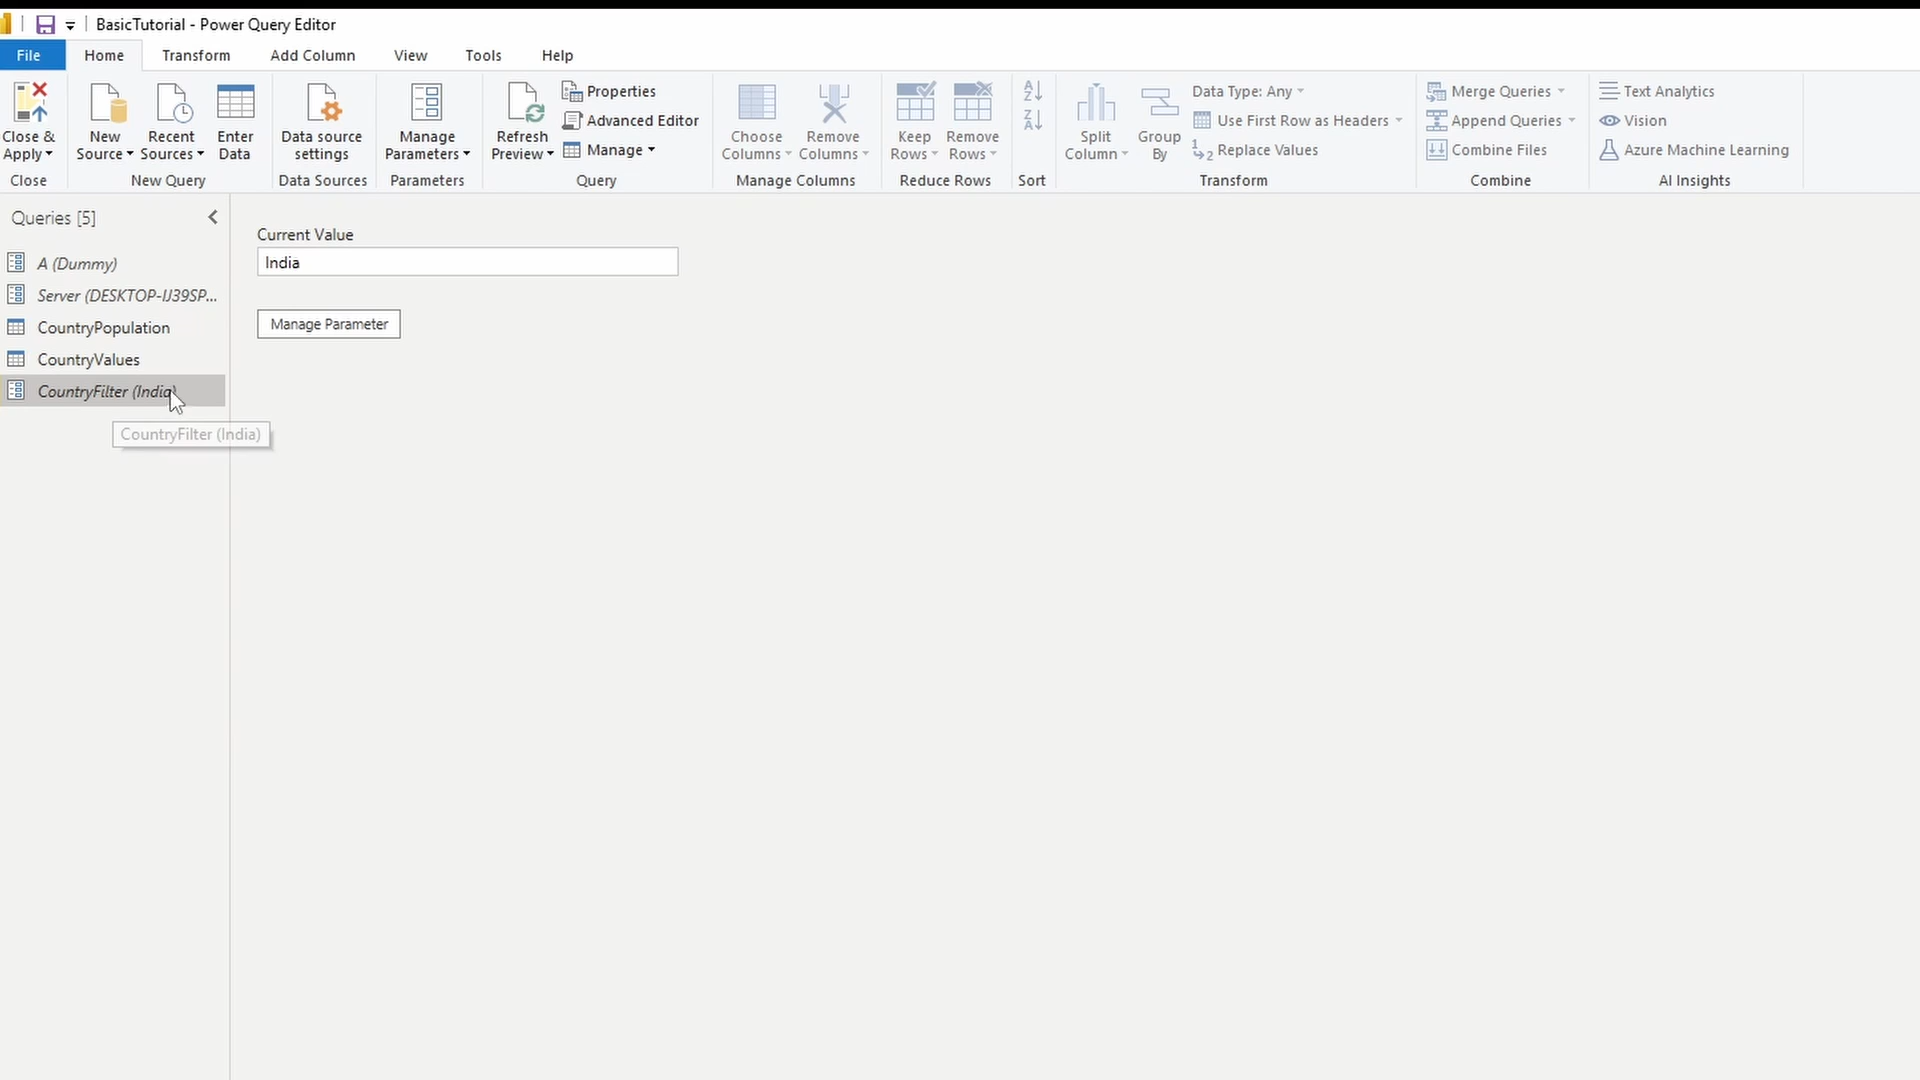 BasicTutorial - Power Query Editor
File Home Transform Add Column View Tools Help
Close & Apply
Close
New Source
Recent Sources
Enter Data
New Query
Data source settings
Data Sources
Manage Parameters
Parameters
Refresh Preview
Properties
Advanced Editor
Manage
Query
Choose Columns
Remove Columns
Manage Columns
Keep Rows
Remove Rows
Reduce Rows
A
Z
Z
A
Sort
Split Column
Group By
Data Type: Any
Use First Row as Headers
1
2
Replace Values
Transform
Merge Queries
Append Queries
Combine Files
Combine
Text Analytics
Vision
Azure Machine Learning
AI Insights
Queries [5]
A (Dummy)
Server (DESKTOP-IJ39SP...
CountryPopulation
CountryValues
CountryFilter (India)
CountryFilter (India)
Current Value
India
Manage Parameter